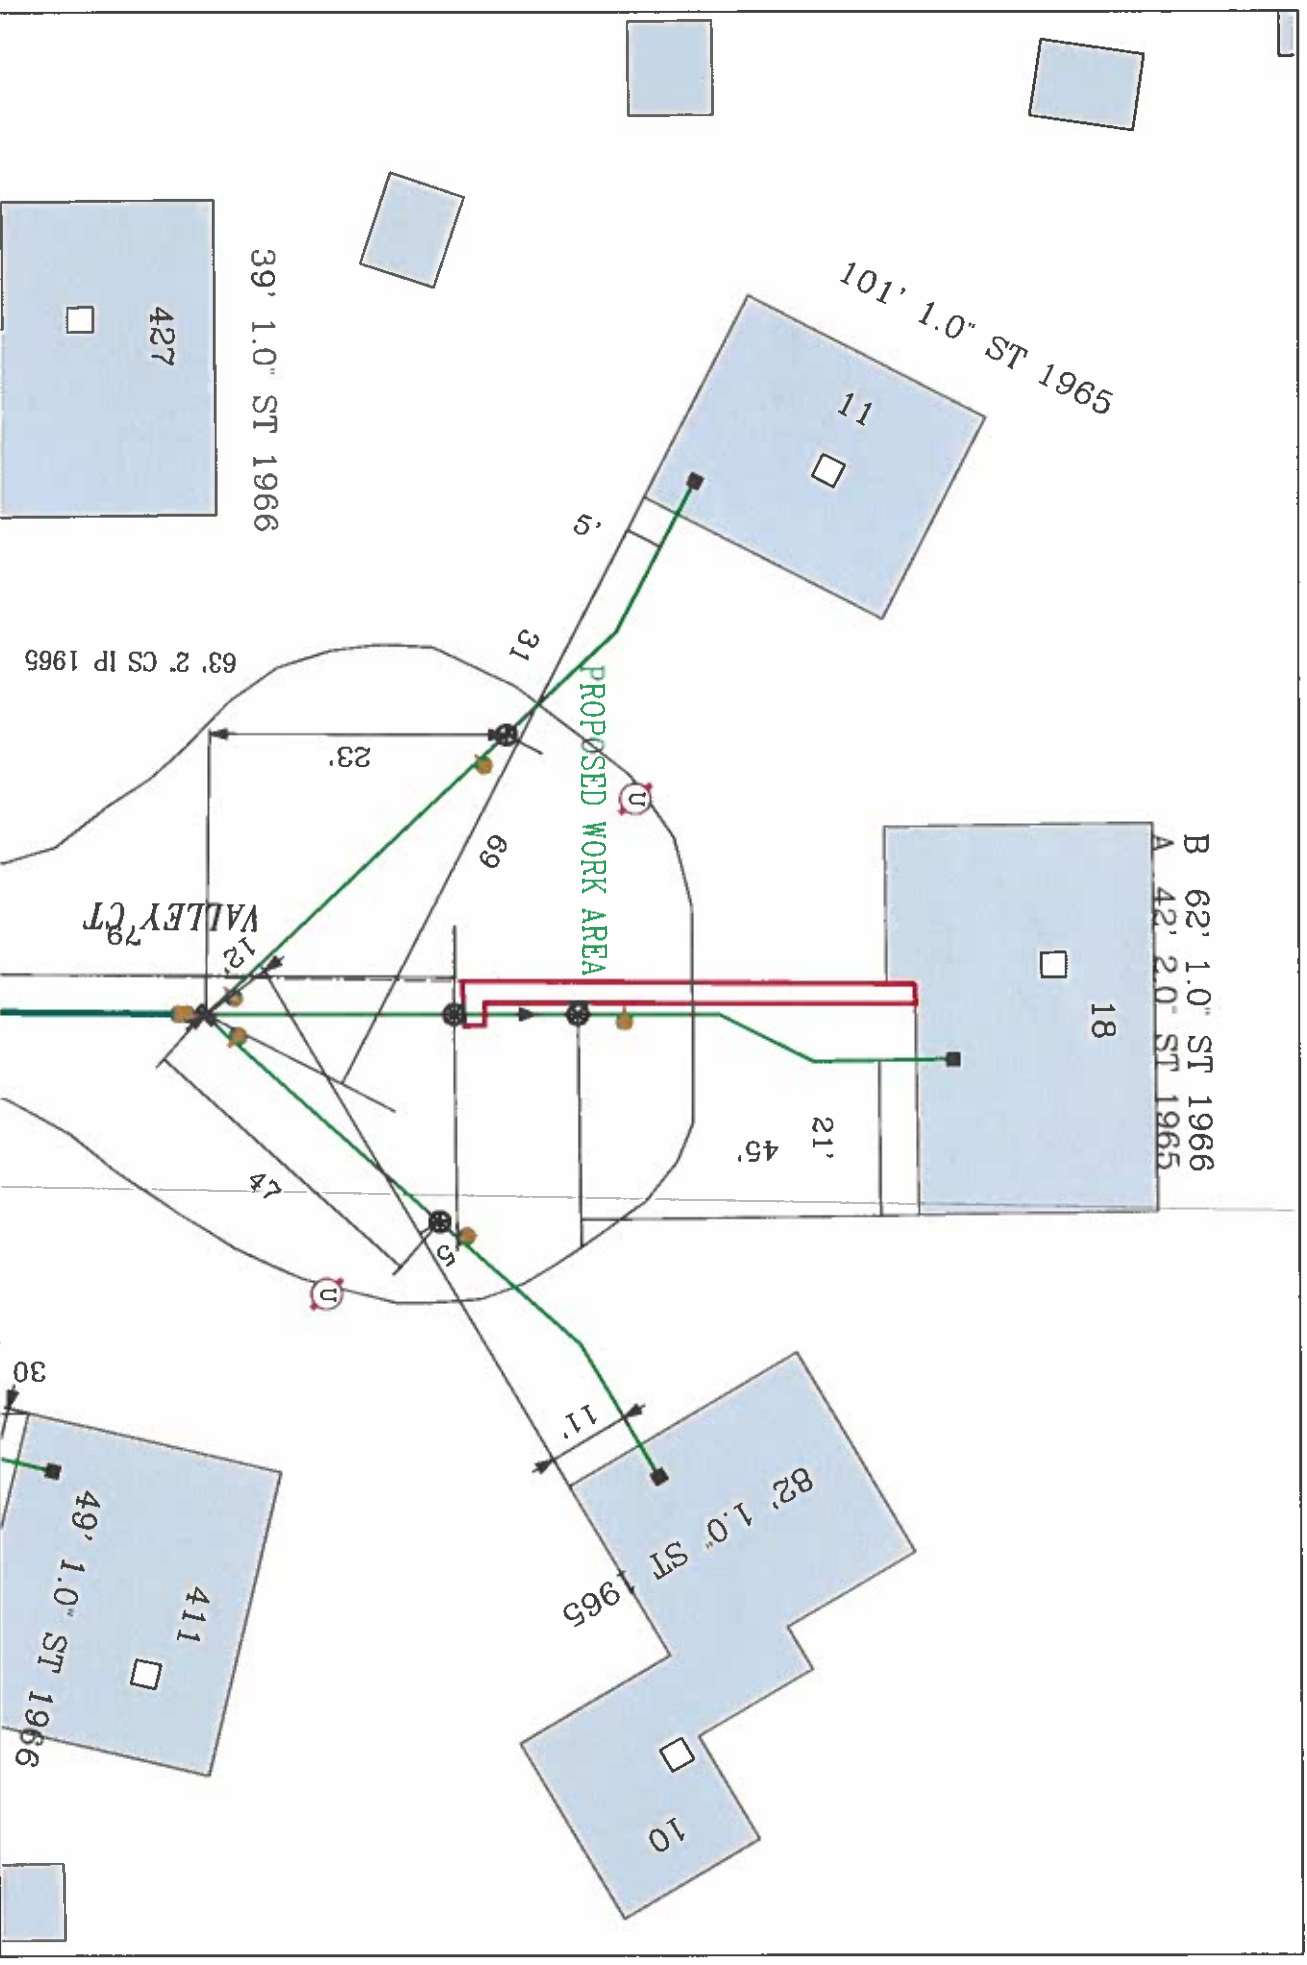 101' 1.0" ST 1965
11
39' 1.0" ST 1966
427
5'
31
63' 2" CS IP 1965
23'
PROPOSED WORK AREA
U
69
B 62' 1.0" ST 1966
A 42' 2.0" ST 1965
18
VALLEY CT
79
12'
21'
45'
47
5
U
30
11'
82' 1.0" ST
1965
49' 1.0" ST 1966
411
10